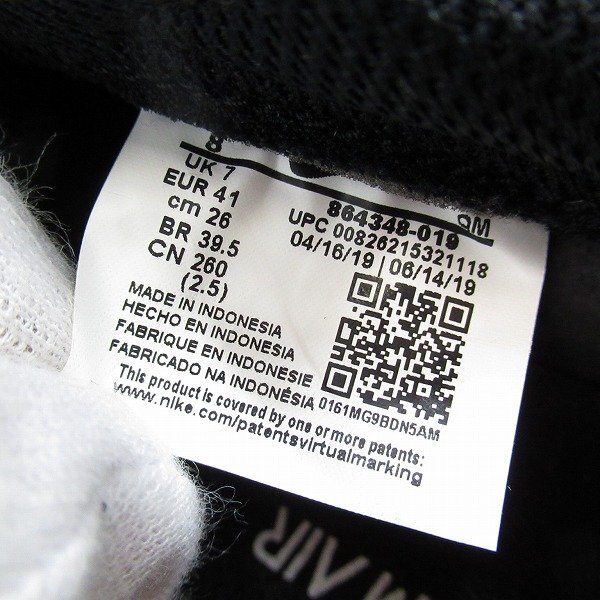 8
UK 7
EUR 41
cm 26
BR 39.5
CN 260
(2.5)
QM
864348-019
UPC 00826215321118
04/16/19 | 06/14/19
MADE IN INDONESIA
HECHO EN INDONESIA
FABRIQUE EN INDONESIE
FABRICADO NA INDONÉSIA
0161MG9BDN5AM
This product is covered by one or more patents:
www.nike.com/patentsvirtualmarking
M AIR